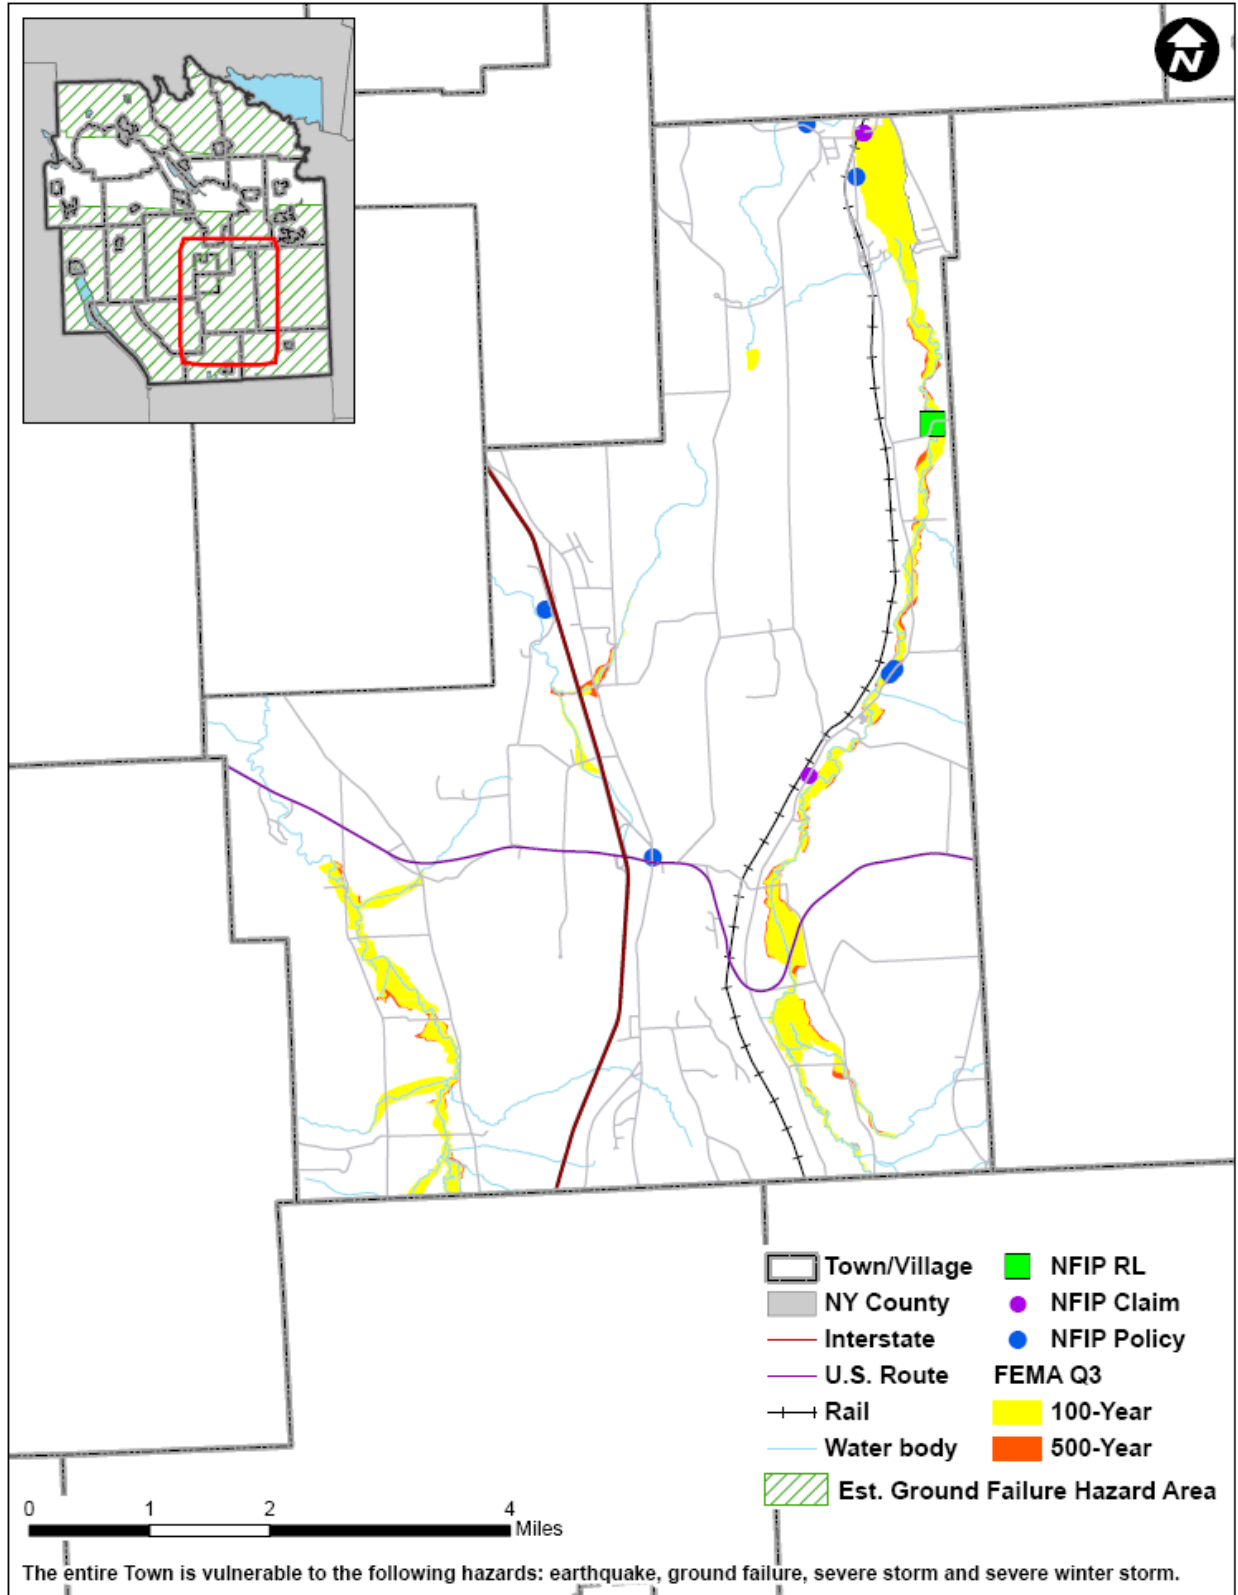 N
Town/Village
NFIP RL
NY County
NFIP Claim
Interstate
NFIP Policy
U.S. Route
FEMA Q3
Rail
100-Year
Water body
500-Year
Est. Ground Failure Hazard Area
0 1 2 4
Miles
The entire Town is vulnerable to the following hazards: earthquake, ground failure, severe storm and severe winter storm.